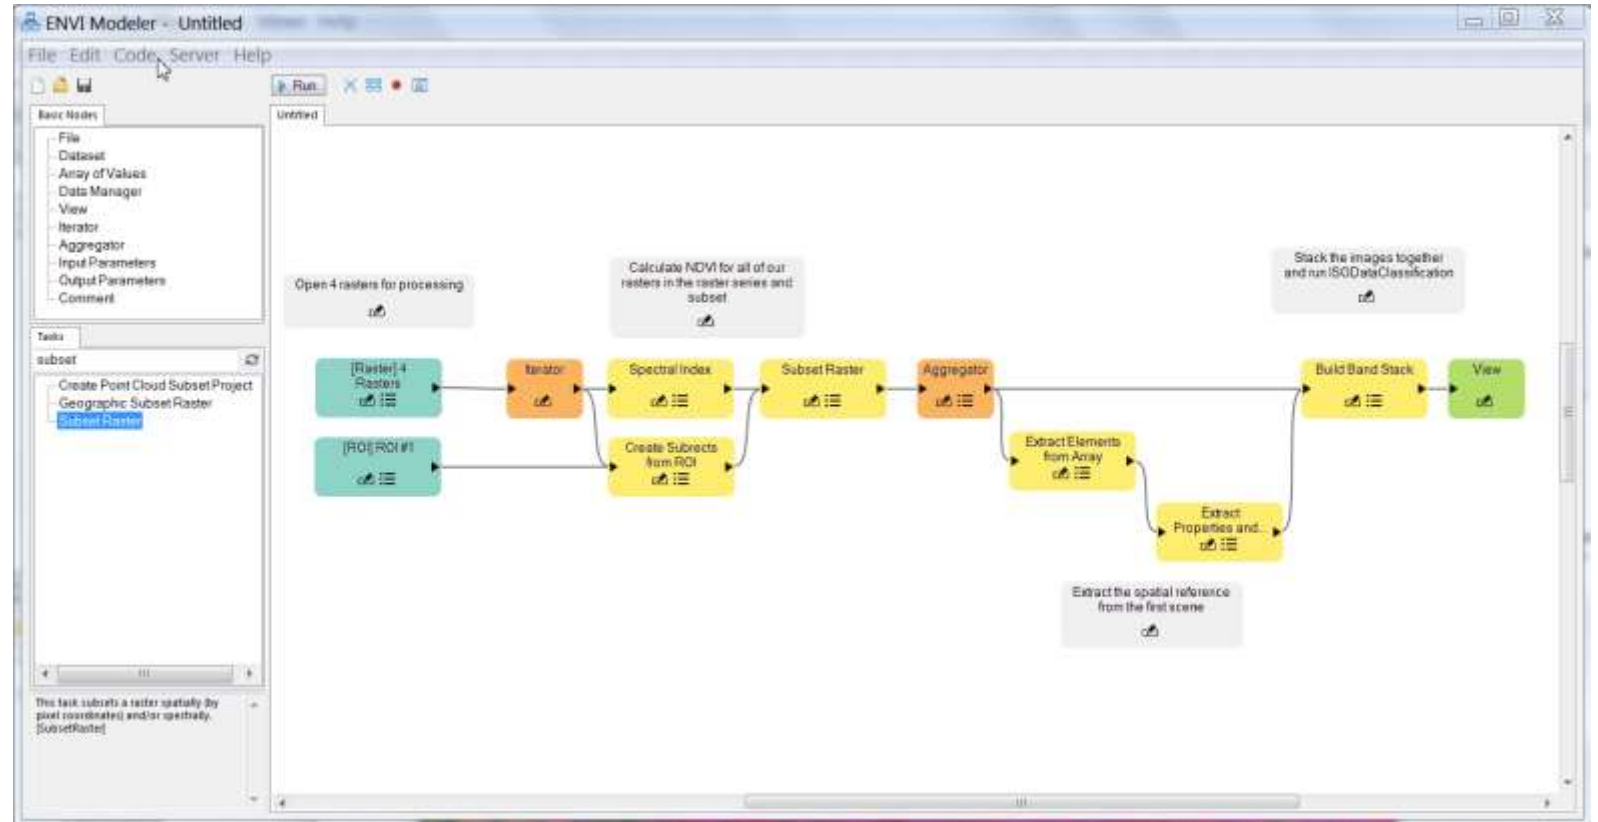 ENVI Modeler - Untitled
File Edit Code Server Help
Run
Basic Nodes
Untitled
File
Dataset
Array of Values
Data Manager
View
Iterator
Aggregator
Input Parameters
Output Parameters
Comment
Tasks
subset
Create Point Cloud Subset Project
Geographic Subset Raster
Subset Raster
This task subsets a raster spatially (by
pixel coordinates) and/or spectrally.
[SubsetRaster]
Open 4 rasters for processing
Calculate NDVI for all of our
rasters in the raster series and
subset
Stack the images together
and run ISODataClassification
[Raster] 4
Rasters
Iterator
Spectral Index
Subset Raster
Aggregator
Build Band Stack
View
[ROI] ROI #1
Create Subrects
from ROI
Extract Elements
from Array
Extract
Properties and...
Extract the spatial reference
from the first scene